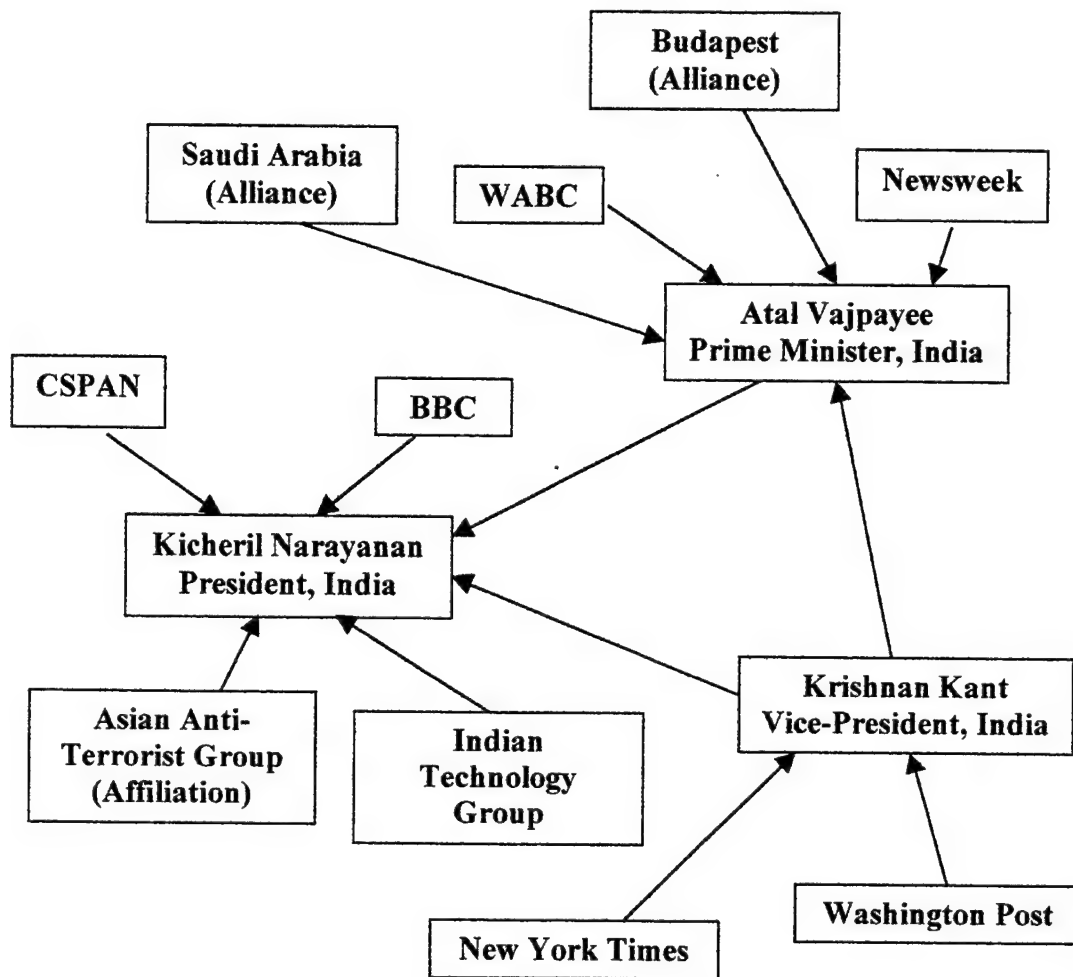 Budapest
(Alliance)
Saudi Arabia
(Alliance)
WABC
Newsweek
Atal Vajpayee
Prime Minister, India
CSPAN
BBC
Kicheril Narayanan
President, India
Krishnan Kant
Vice-President, India
Asian Anti-
Terrorist Group
(Affiliation)
Indian
Technology
Group
New York Times
Washington Post